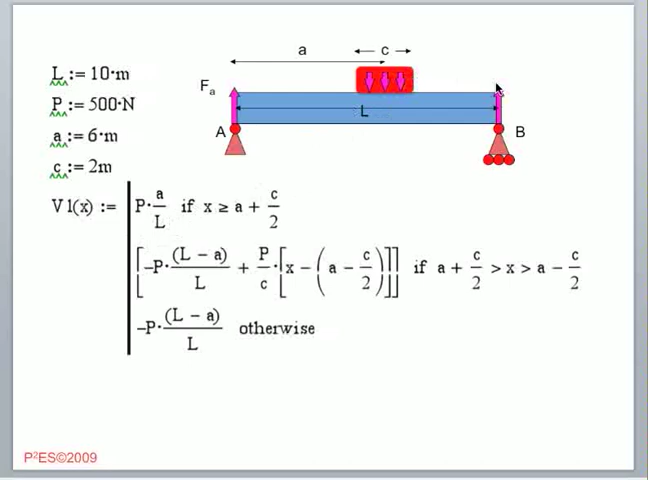 a
c
L := 10·m
F_a
P := 500·N
L
a := 6·m
A
B
c := 2m
V1(x) := P·a/L if x ≥ a + c/2
[-P·(L - a)/L + P/c·[x - (a - c/2)]] if a + c/2 > x > a - c/2
-P·(L - a)/L otherwise
P²ES©2009